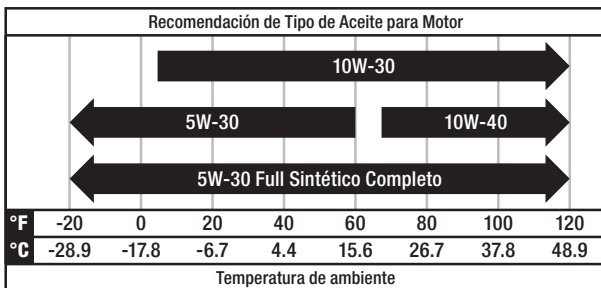 Recomendación de Tipo de Aceite para Motor
10W-30
5W-30 10W-40
5W-30 Full Sintético Completo
°F -20 0 20 40 60 80 100 120
°C -28.9 -17.8 -6.7 4.4 15.6 26.7 37.8 48.9
Temperatura de ambiente